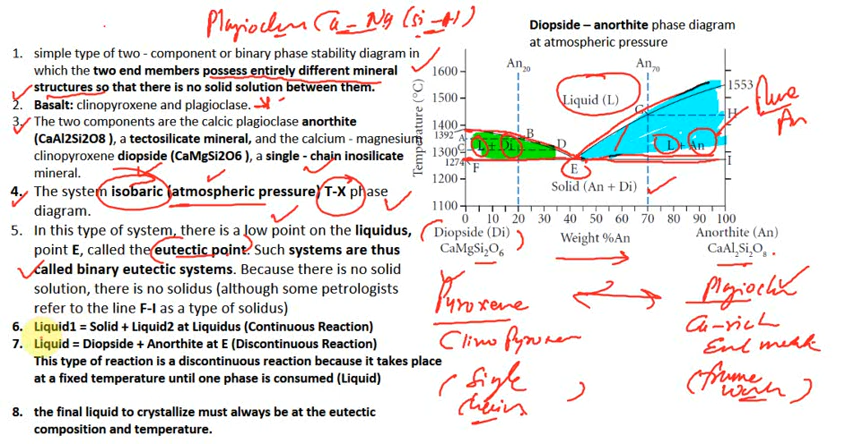 Plagioclase Ca - Na (Si - Al)
1. simple type of two - component or binary phase stability diagram in
which the two end members possess entirely different mineral
structures so that there is no solid solution between them.
2. Basalt: clinopyroxene and plagioclase.
3. The two components are the calcic plagioclase anorthite
(CaAl2Si2O8 ), a tectosilicate mineral, and the calcium - magnesium
clinopyroxene diopside (CaMgSi2O6 ), a single - chain inosilicate
mineral.
4. The system isobaric (atmospheric pressure) T-X phase
diagram.
5. In this type of system, there is a low point on the liquidus,
point E, called the eutectic point. Such systems are thus
called binary eutectic systems. Because there is no solid
solution, there is no solidus (although some petrologists
refer to the line F-I as a type of solidus)
6. Liquid1 = Solid + Liquid2 at Liquidus (Continuous Reaction)
7. Liquid = Diopside + Anorthite at E (Discontinuous Reaction)
This type of reaction is a discontinuous reaction because it takes place
at a fixed temperature until one phase is consumed (Liquid)
8. the final liquid to crystallize must always be at the eutectic
composition and temperature.
Diopside – anorthite phase diagram
at atmospheric pressure
An20 An70
Temperature (°C)
1600
1500
1400
1392
1300
1274
1200
1100
1553
Liquid (L)
A B C D E F G H I
L + Di
L + An
Solid (An + Di)
Pure
An
0 10 20 30 40 50 60 70 80 90 100
Diopside (Di) Weight %An Anorthite (An)
CaMgSi2O6 CaAl2Si2O8
Pyroxene
Plagiocl
Ca-rich
Clino Pyroxen
End memb
(Single
chains)
(frame
work)